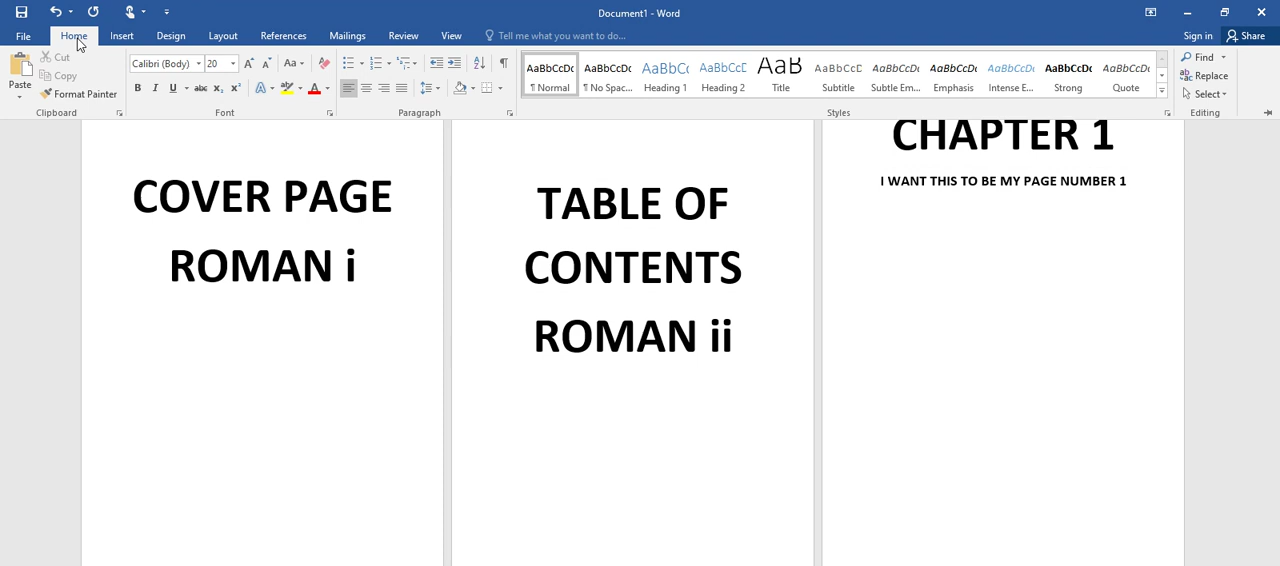 Document1 - Word
Sign in
Share
File
Home
Insert
Design
Layout
References
Mailings
Review
View
Tell me what you want to do...
Paste
Cut
Copy
Format Painter
Clipboard
Calibri (Body)
20
Font
Paragraph
AaBbCcDc
¶ Normal
AaBbCcDc
¶ No Spac...
AaBbCc
Heading 1
AaBbCcE
Heading 2
AaB
Title
AaBbCcD
Subtitle
AaBbCcDc
Subtle Em...
AaBbCcDc
Emphasis
AaBbCcDc
Intense E...
AaBbCcDc
Strong
AaBbCcDc
Quote
Styles
Find
Replace
Select
Editing
COVER PAGE
ROMAN i
TABLE OF
CONTENTS
ROMAN ii
CHAPTER 1
I WANT THIS TO BE MY PAGE NUMBER 1